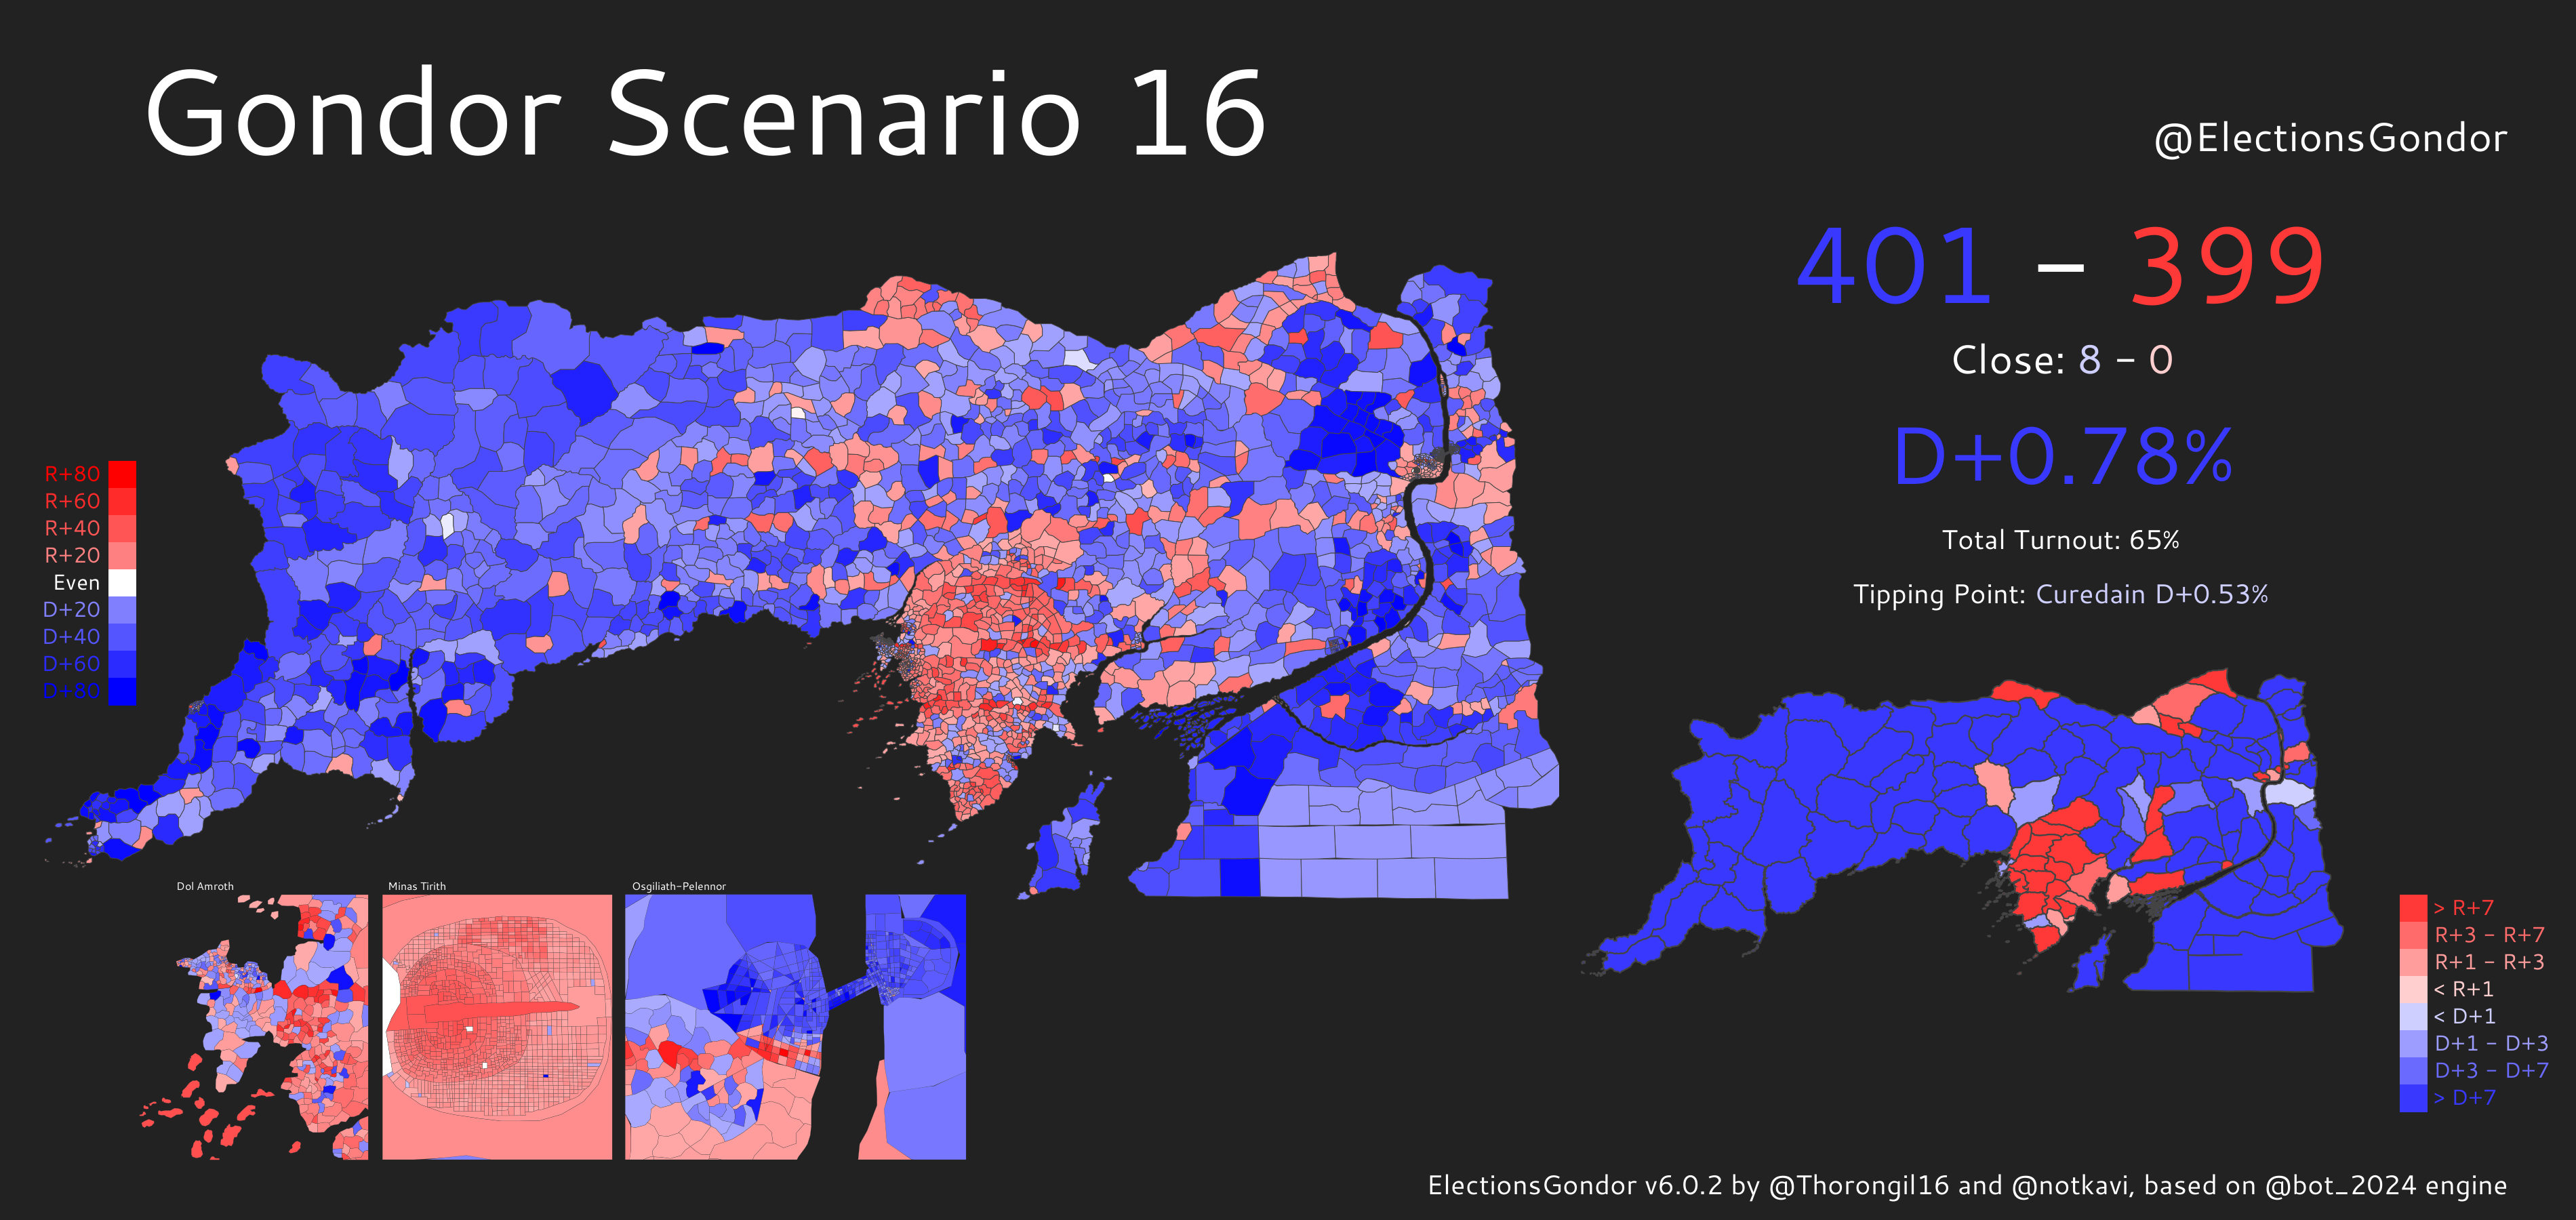 Gondor Scenario 16
@ElectionsGondor
401 – 399
Close: 8 - 0
D+0.78%
Total Turnout: 65%
Tipping Point: Curedain D+0.53%
R+80
R+60
R+40
R+20
Even
D+20
D+40
D+60
D+80
Dol Amroth
Minas Tirith
Osgiliath-Pelennor
> R+7
R+3 - R+7
R+1 - R+3
< R+1
< D+1
D+1 - D+3
D+3 - D+7
> D+7
ElectionsGondor v6.0.2 by @Thorongil16 and @notkavi, based on @bot_2024 engine